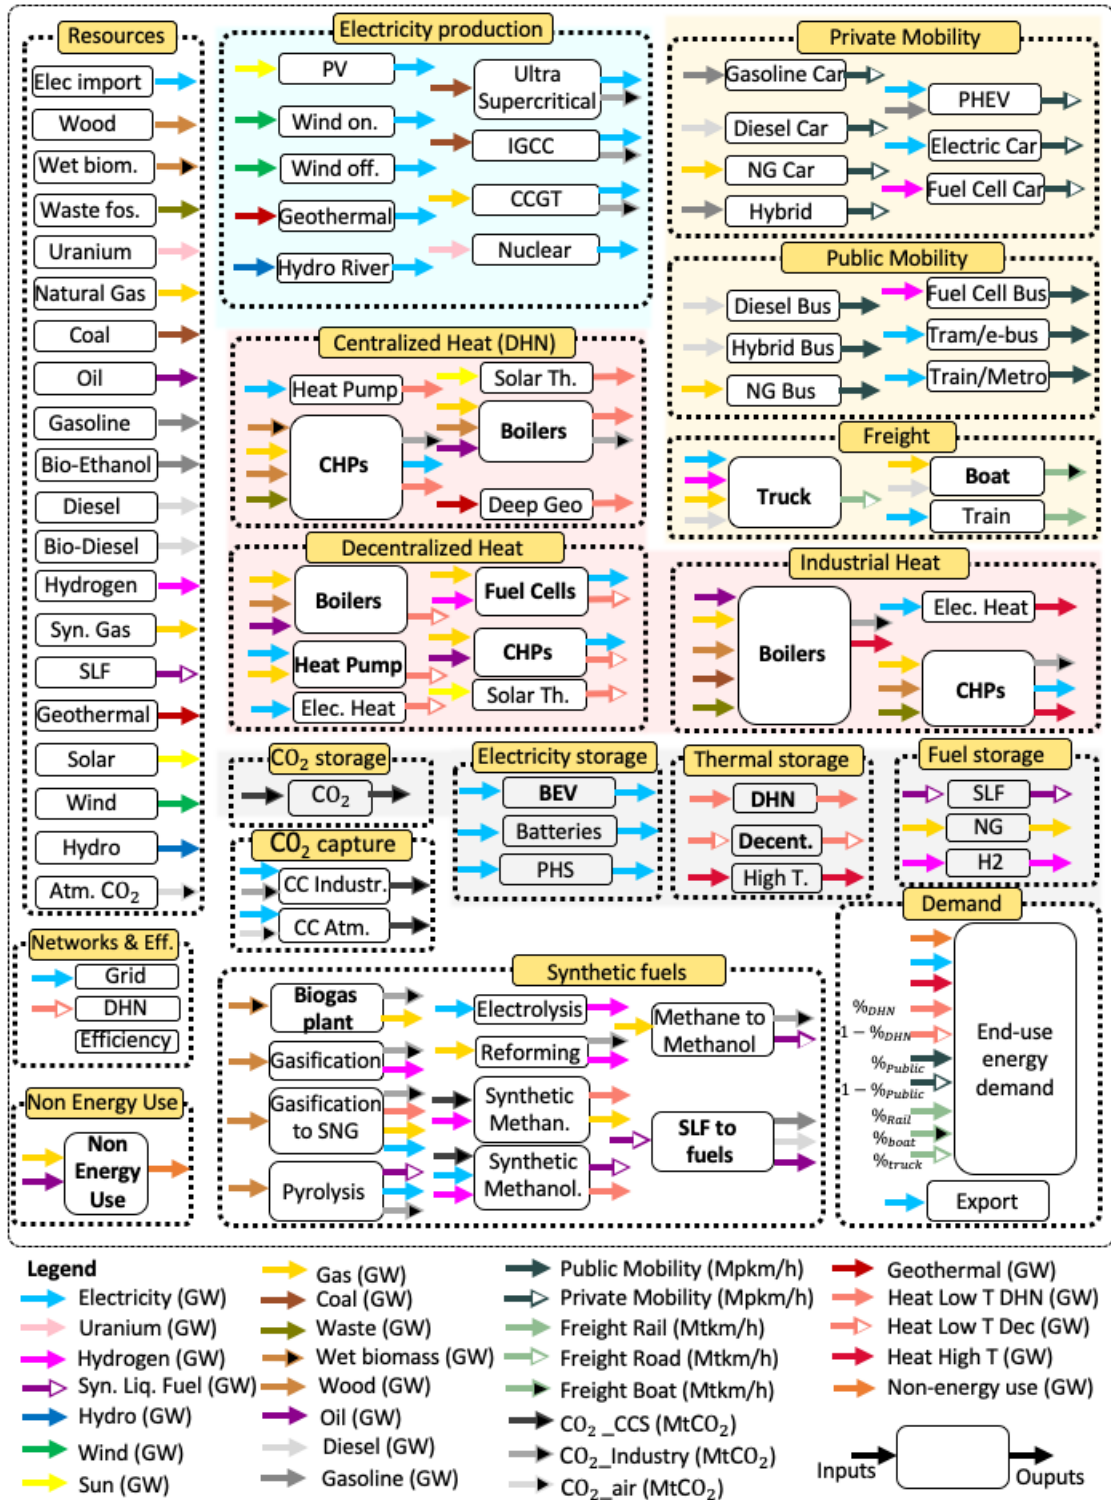 Resources
Elec import
Wood
Wet biom.
Waste fos.
Uranium
Natural Gas
Coal
Oil
Gasoline
Bio-Ethanol
Diesel
Bio-Diesel
Hydrogen
Syn. Gas
SLF
Geothermal
Solar
Wind
Hydro
Atm. CO₂
Networks & Eff.
Grid
DHN
Efficiency
Non Energy Use
Non
Energy
Use
Electricity production
PV
Wind on.
Wind off.
Geothermal
Hydro River
Ultra
Supercritical
IGCC
CCGT
Nuclear
Centralized Heat (DHN)
Heat Pump
CHPs
Solar Th.
Boilers
Deep Geo
Decentralized Heat
Boilers
Heat Pump
Elec. Heat
Fuel Cells
CHPs
Solar Th.
Private Mobility
Gasoline Car
Diesel Car
NG Car
Hybrid
PHEV
Electric Car
Fuel Cell Car
Public Mobility
Diesel Bus
Hybrid Bus
NG Bus
Fuel Cell Bus
Tram/e-bus
Train/Metro
Freight
Truck
Boat
Train
Industrial Heat
Boilers
Elec. Heat
CHPs
CO₂ storage
CO₂
CO₂ capture
CC Industr.
CC Atm.
Electricity storage
BEV
Batteries
PHS
Thermal storage
DHN
Decent.
High T.
Fuel storage
SLF
NG
H2
Synthetic fuels
Biogas
plant
Gasification
Gasification
to SNG
Pyrolysis
Electrolysis
Reforming
Synthetic
Methan.
Synthetic
Methanol.
Methane to
Methanol
SLF to
fuels
Demand
%DHN
1 − %DHN
%Public
1 − %Public
%Rail
%boat
%truck
End-use
energy
demand
Export
Legend
Electricity (GW)
Uranium (GW)
Hydrogen (GW)
Syn. Liq. Fuel (GW)
Hydro (GW)
Wind (GW)
Sun (GW)
Gas (GW)
Coal (GW)
Waste (GW)
Wet biomass (GW)
Wood (GW)
Oil (GW)
Diesel (GW)
Gasoline (GW)
Public Mobility (Mpkm/h)
Private Mobility (Mpkm/h)
Freight Rail (Mtkm/h)
Freight Road (Mtkm/h)
Freight Boat (Mtkm/h)
CO₂_CCS (MtCO₂)
CO₂_Industry (MtCO₂)
CO₂_air (MtCO₂)
Geothermal (GW)
Heat Low T DHN (GW)
Heat Low T Dec (GW)
Heat High T (GW)
Non-energy use (GW)
Inputs
Ouputs